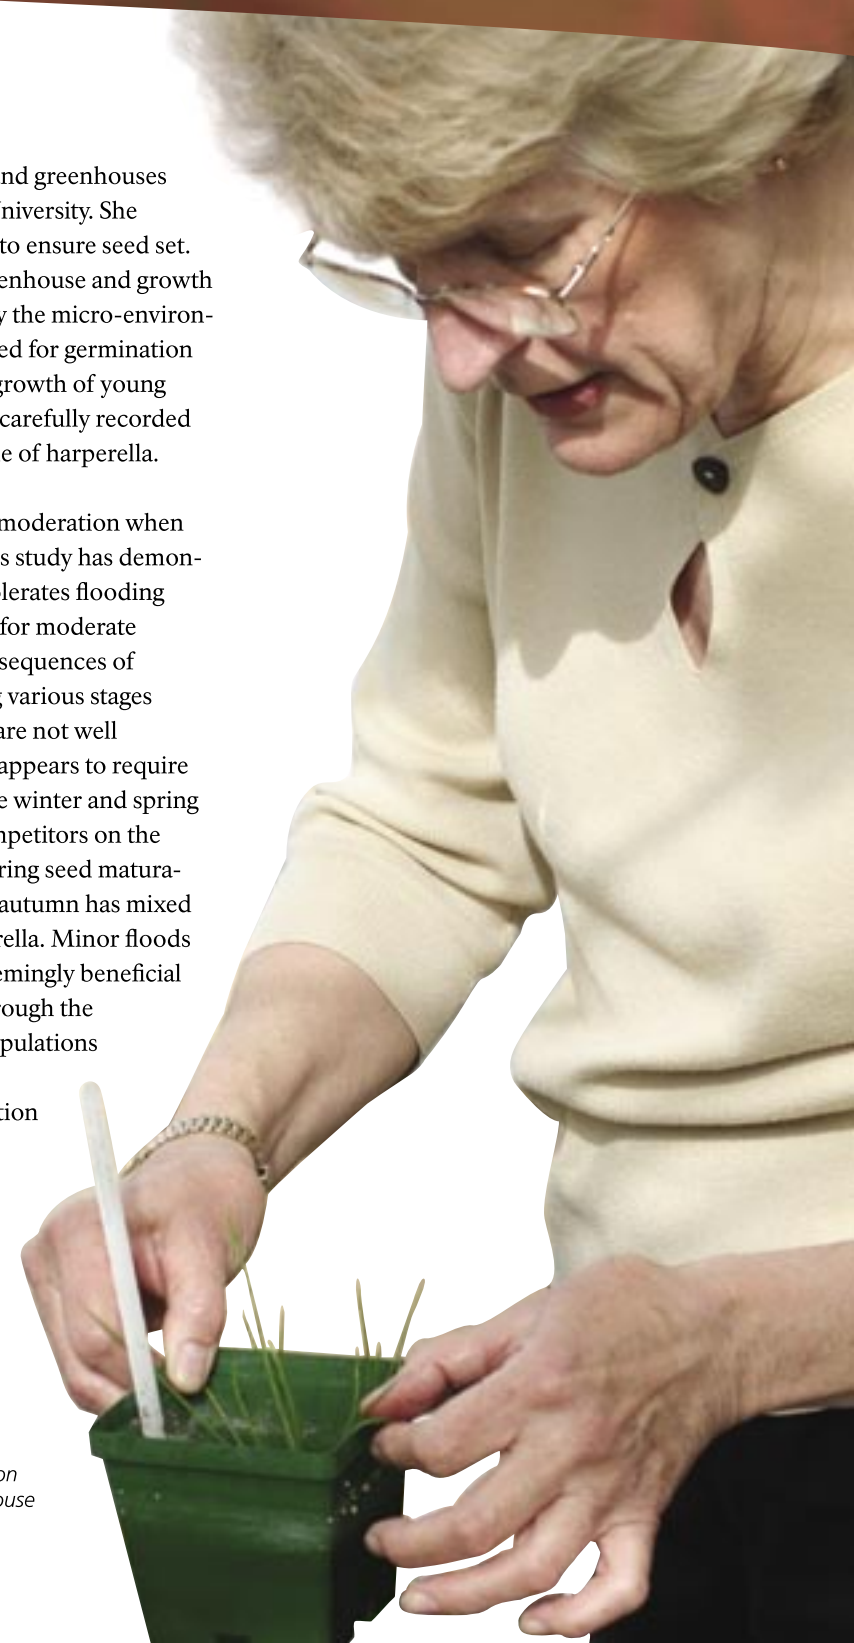 nd greenhouses
niversity. She
to ensure seed set.
enhouse and growth
y the micro-environ-
ed for germination
growth of young
carefully recorded
e of harperella.
moderation when
s study has demon-
lerates flooding
for moderate
sequences of
g various stages
are not well
appears to require
e winter and spring
mpetitors on the
ring seed matura-
autumn has mixed
rella. Minor floods
emingly beneficial
rough the
pulations
tion
on
ouse